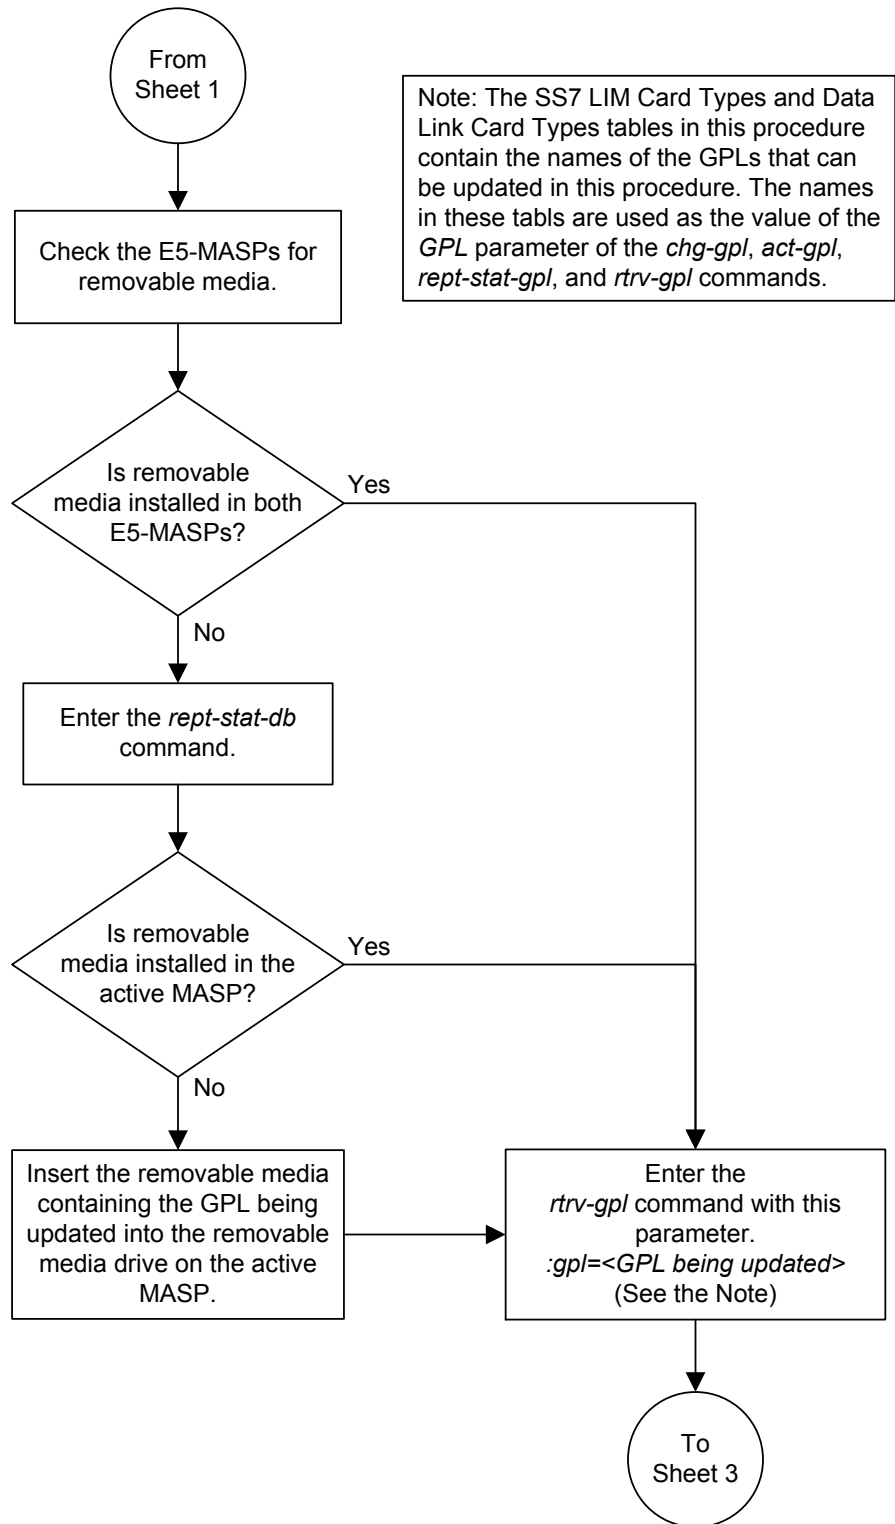 From
Sheet 1
Note: The SS7 LIM Card Types and Data
Link Card Types tables in this procedure
contain the names of the GPLs that can
be updated in this procedure. The names
in these tabls are used as the value of the
GPL parameter of the chg-gpl, act-gpl,
rept-stat-gpl, and rtrv-gpl commands.
Check the E5-MASPs for
removable media.
Is removable
media installed in both
E5-MASPs?
Yes
No
Enter the rept-stat-db
command.
Is removable
media installed in the
active MASP?
Yes
No
Insert the removable media
containing the GPL being
updated into the removable
media drive on the active
MASP.
Enter the
rtrv-gpl command with this
parameter.
:gpl=<GPL being updated>
(See the Note)
To
Sheet 3